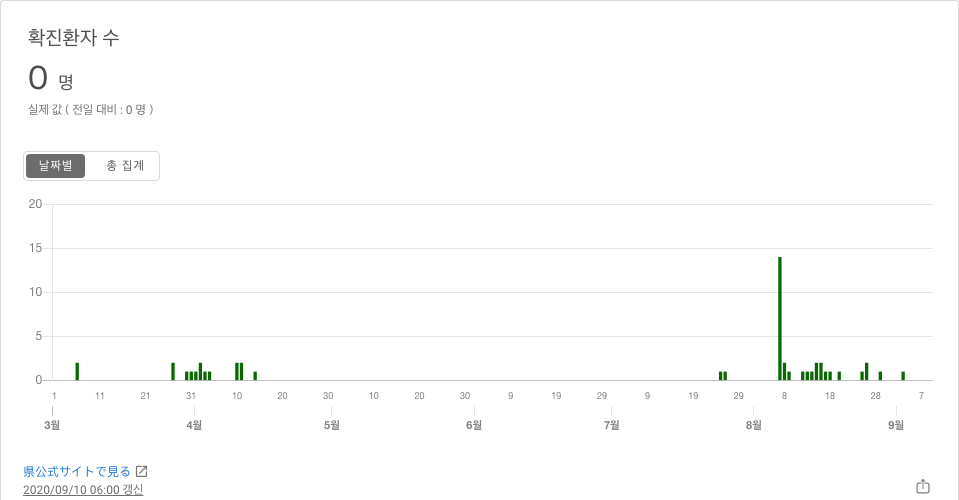 확진환자 수
0 명
실제 값 ( 전일 대비 : 0 명 )
날짜별 총 집계
20
15
10
5
0
1 11 21 31 10 20 30 10 20 30 9 19 29 9 19 29 8 18 28 7
3월 4월 5월 6월 7월 8월 9월
県公式サイトで見る
2020/09/10 06:00 갱신